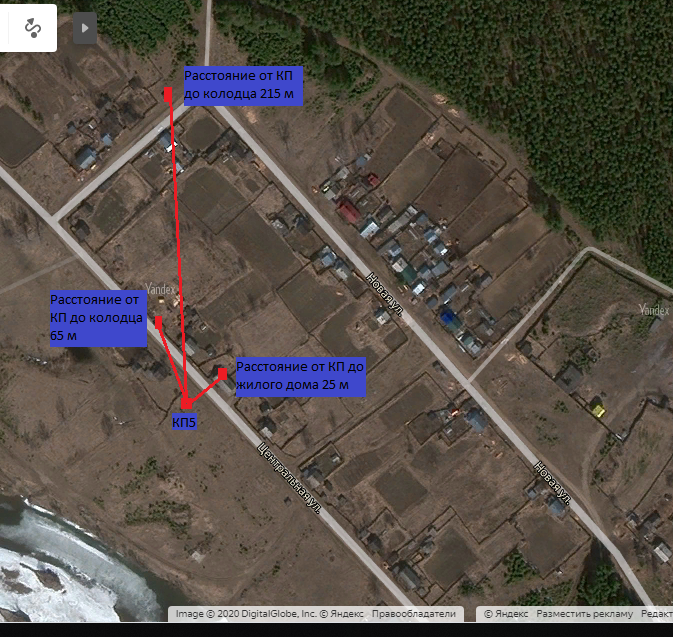 Расстояние от КП
до колодца 215 м
Новая ул.
Yandex
Расстояние от
КП до колодца
65 м
Yandex
Расстояние от КП до
жилого дома 25 м
КП5
Центральная ул.
Новая ул.
Image © 2020 DigitalGlobe, Inc. © Яндекс Правообладатели
© Яндекс Разместить рекламу Редакт